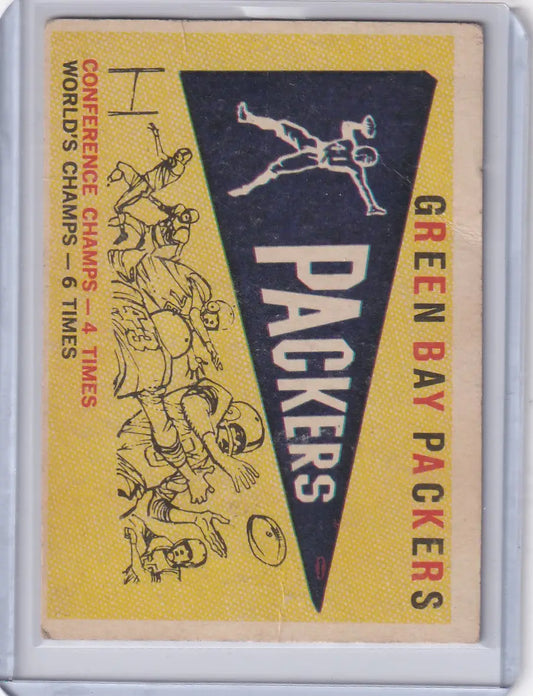 GREEN BAY PACKERS
PACKERS
CONFERENCE CHAMPS — 4 TIMES
WORLD'S CHAMPS — 6 TIMES